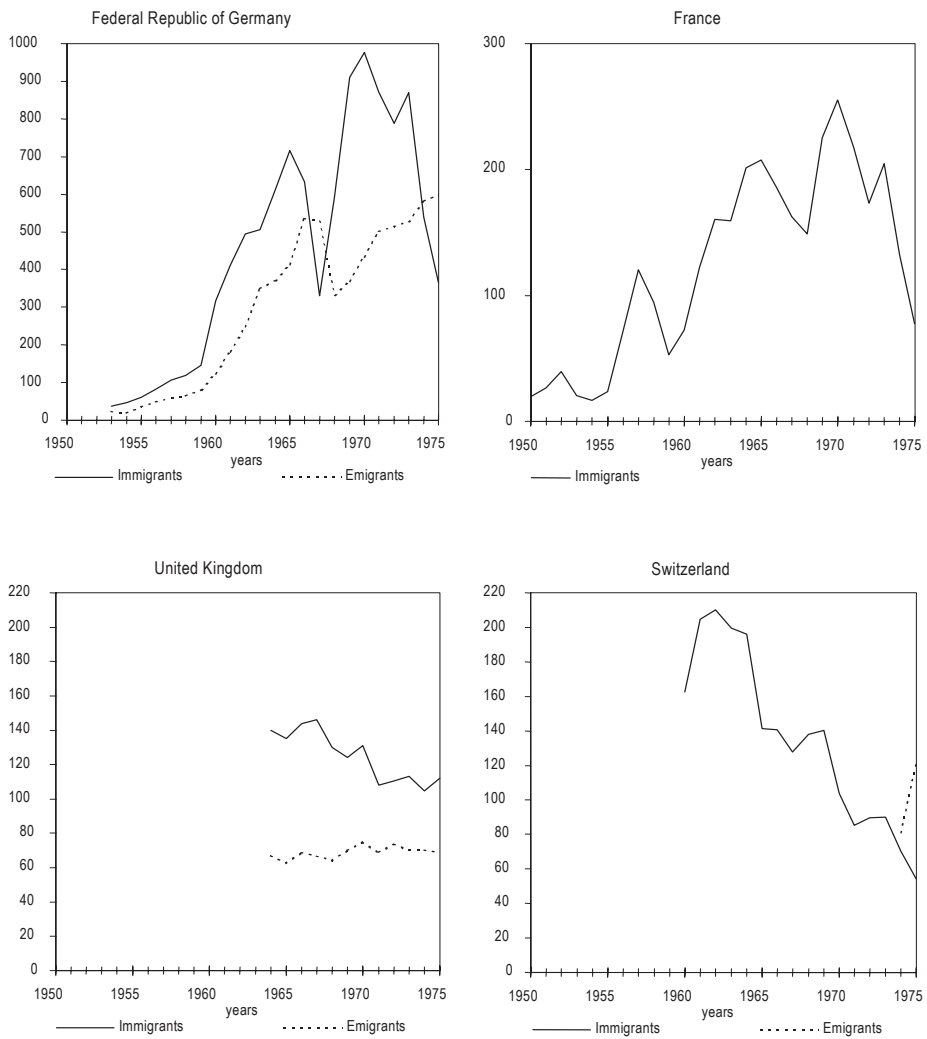 Federal Republic of Germany
1000
900
800
700
600
500
400
300
200
100
0
1950 1955 1960 1965 1970 1975
years
Immigrants Emigrants
France
300
200
100
0
1950 1955 1960 1965 1970 1975
years
Immigrants
United Kingdom
220
200
180
160
140
120
100
80
60
40
20
0
1950 1955 1960 1965 1970 1975
years
Immigrants Emigrants
Switzerland
220
200
180
160
140
120
100
80
60
40
20
0
1950 1955 1960 1965 1970 1975
years
Immigrants Emigrants